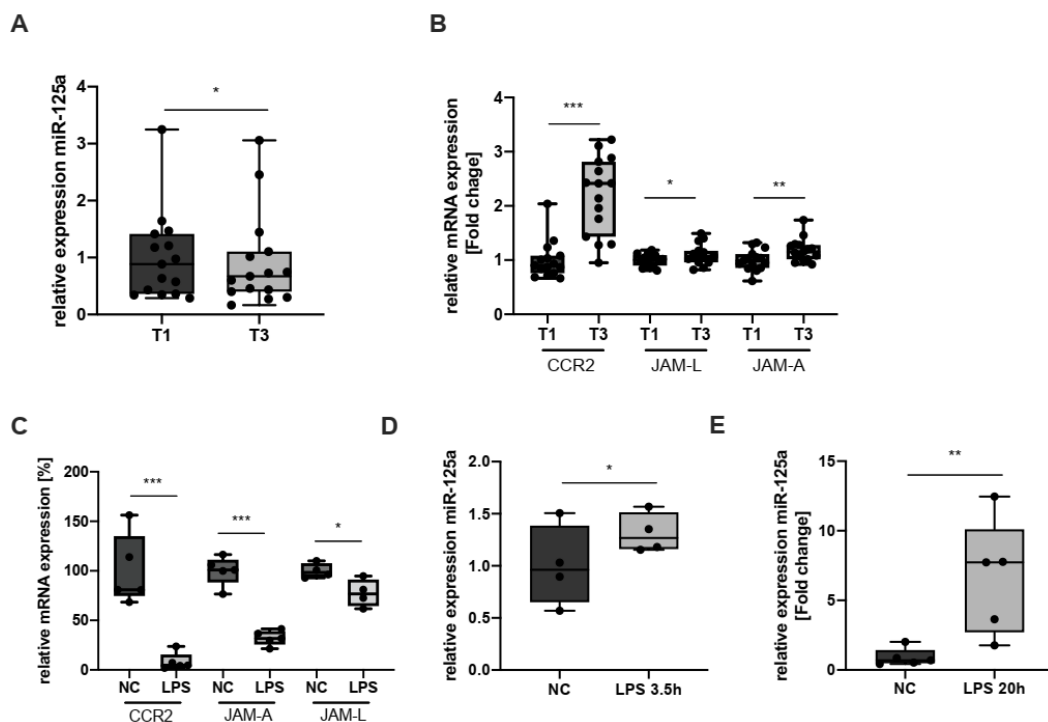 A
relative expression miR-125a
4
3
2
1
0
*
T1
T3
B
relative mRNA expression
[Fold chage]
4
3
2
1
0
***
*
**
T1
T3
T1
T3
T1
T3
CCR2
JAM-L
JAM-A
C
relative mRNA expression [%]
200
150
100
50
0
***
***
*
NC
LPS
NC
LPS
NC
LPS
CCR2
JAM-A
JAM-L
D
relative expression miR-125a
2.0
1.5
1.0
0.5
0.0
*
NC
LPS 3.5h
E
relative expression miR-125a
[Fold change]
15
10
5
0
**
NC
LPS 20h